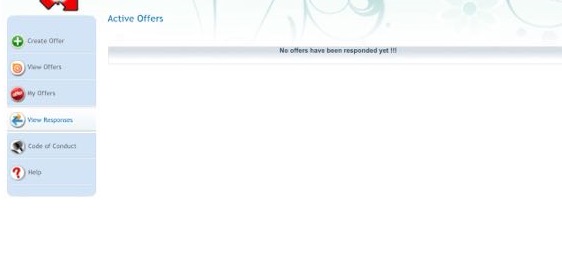 Active Offers
No offers have been responded yet !!!
Create Offer
View Offers
My Offers
View Responses
Code of Conduct
Help